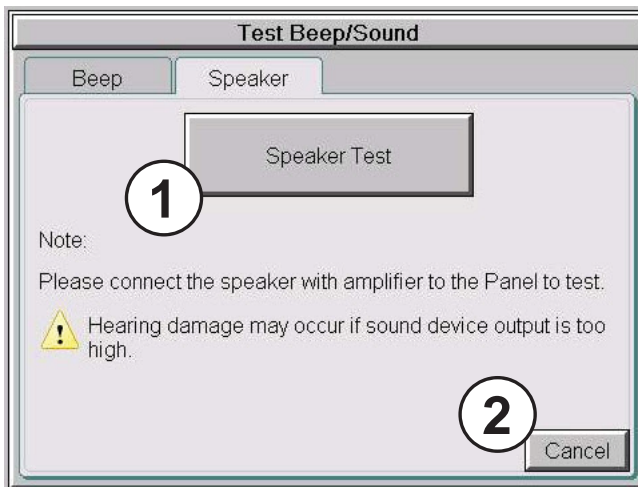 Test Beep/Sound
Beep
Speaker
Speaker Test
1
Note:
Please connect the speaker with amplifier to the Panel to test.
Hearing damage may occur if sound device output is too
high.
2
Cancel